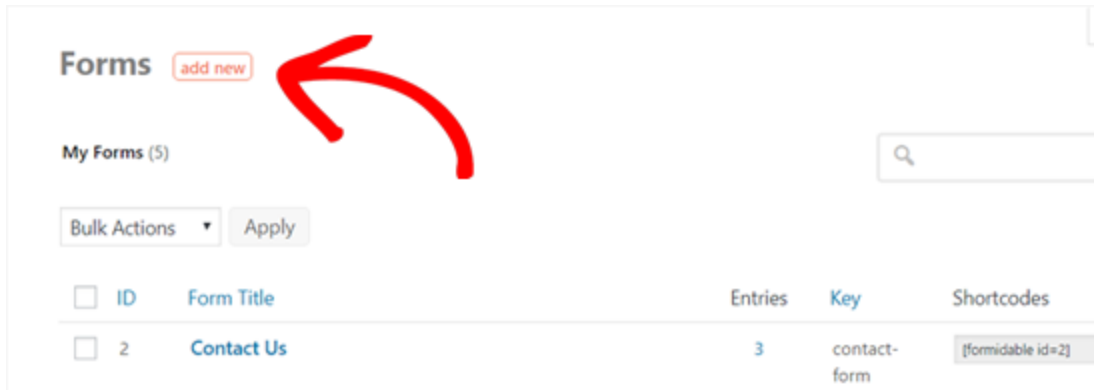 Forms add new
My Forms (5)
Bulk Actions Apply
ID Form Title Entries Key Shortcodes
2 Contact Us 3 contact- [formidable id=2]
form